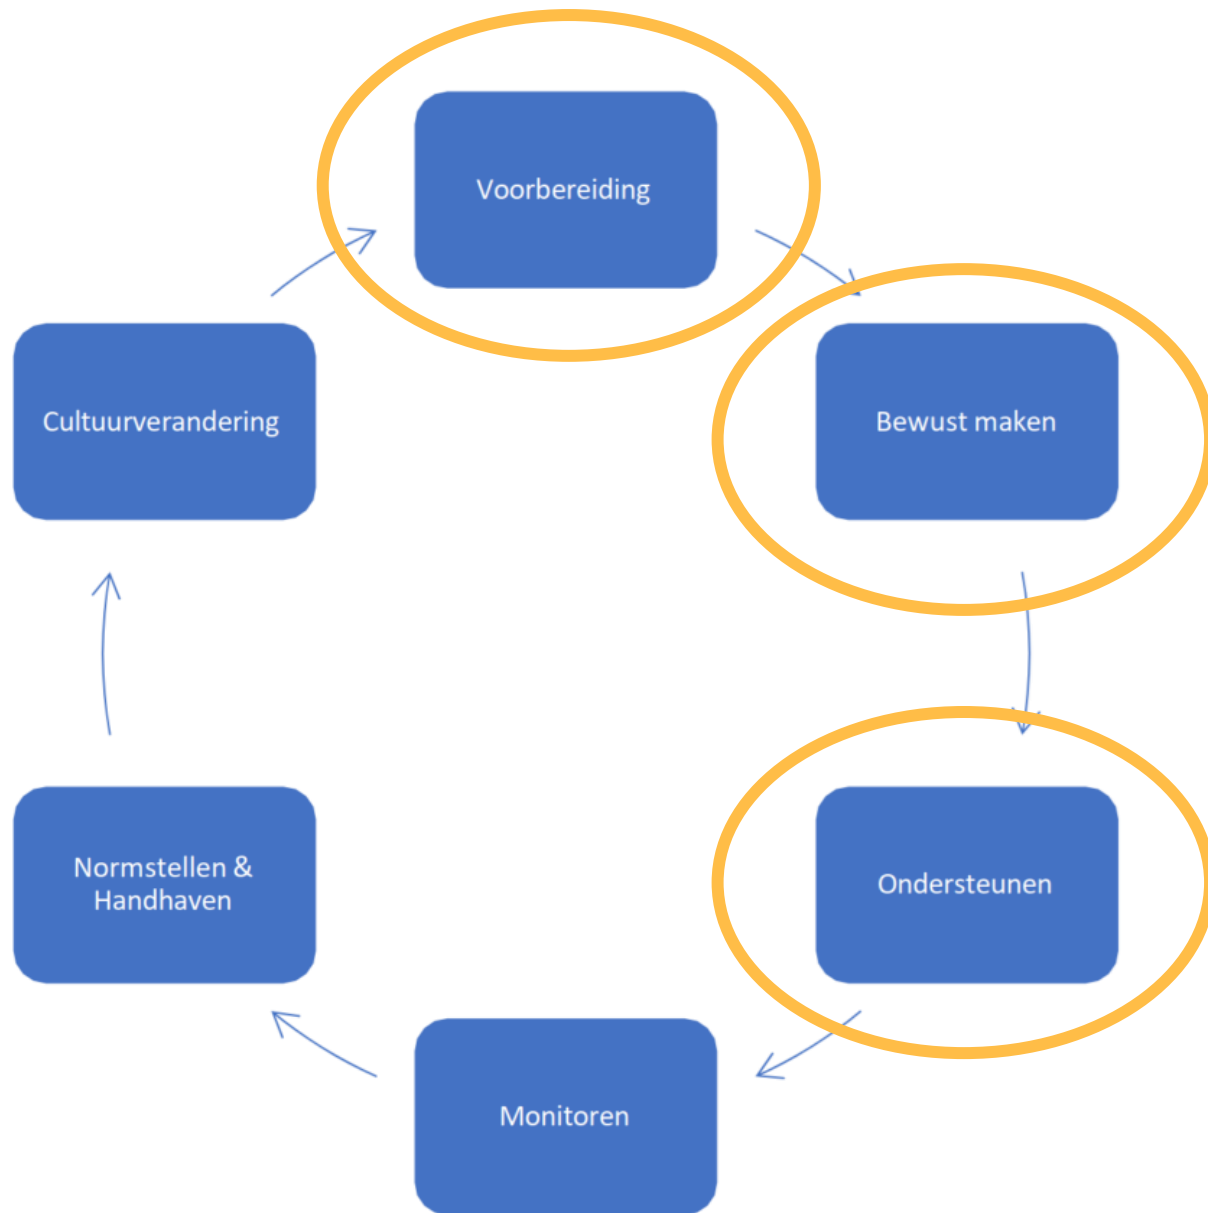 Voorbereiding
Bewust maken
Ondersteunen
Monitoren
Normstellen &
Handhaven
Cultuurverandering